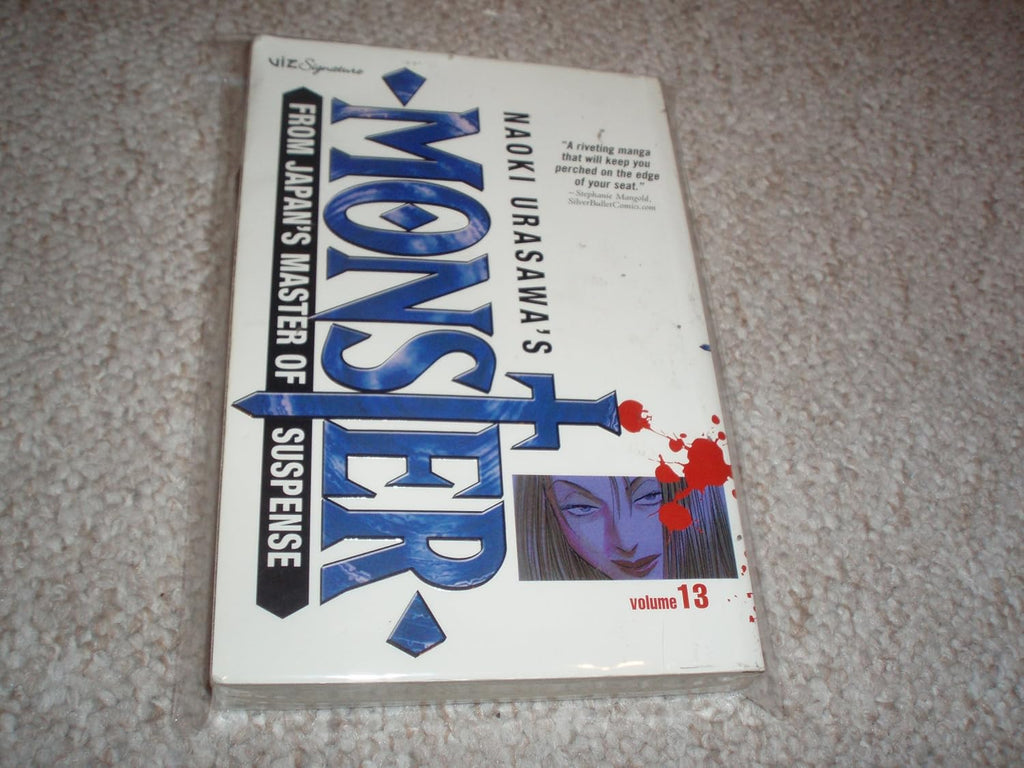 viz Signature
"A riveting manga
that will keep you
perched on the edge
of your seat."
– Stephanie Mangold,
SilverBulletComics.com
NAOKI URASAWA'S
MONSTER
FROM JAPAN'S MASTER OF SUSPENSE
volume 13